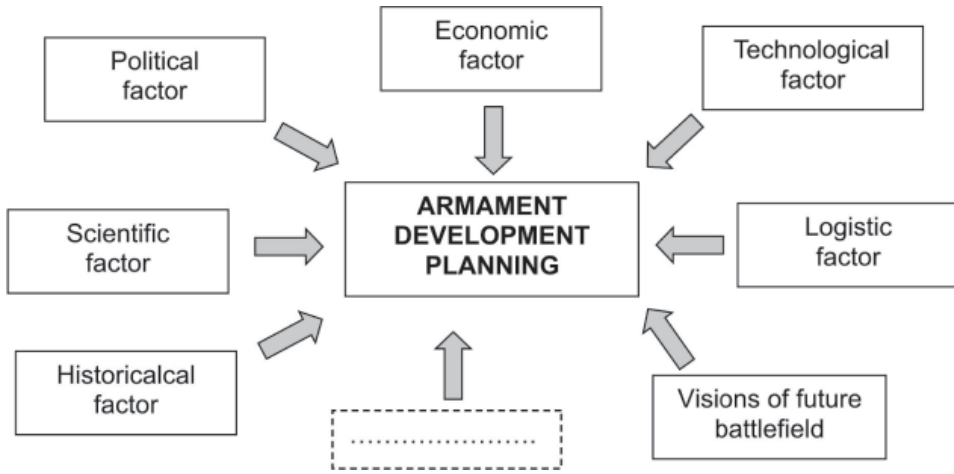 Political
factor
Economic
factor
Technological
factor
Scientific
factor
ARMAMENT
DEVELOPMENT
PLANNING
Logistic
factor
Historicalcal
factor
.......................
Visions of future
battlefield